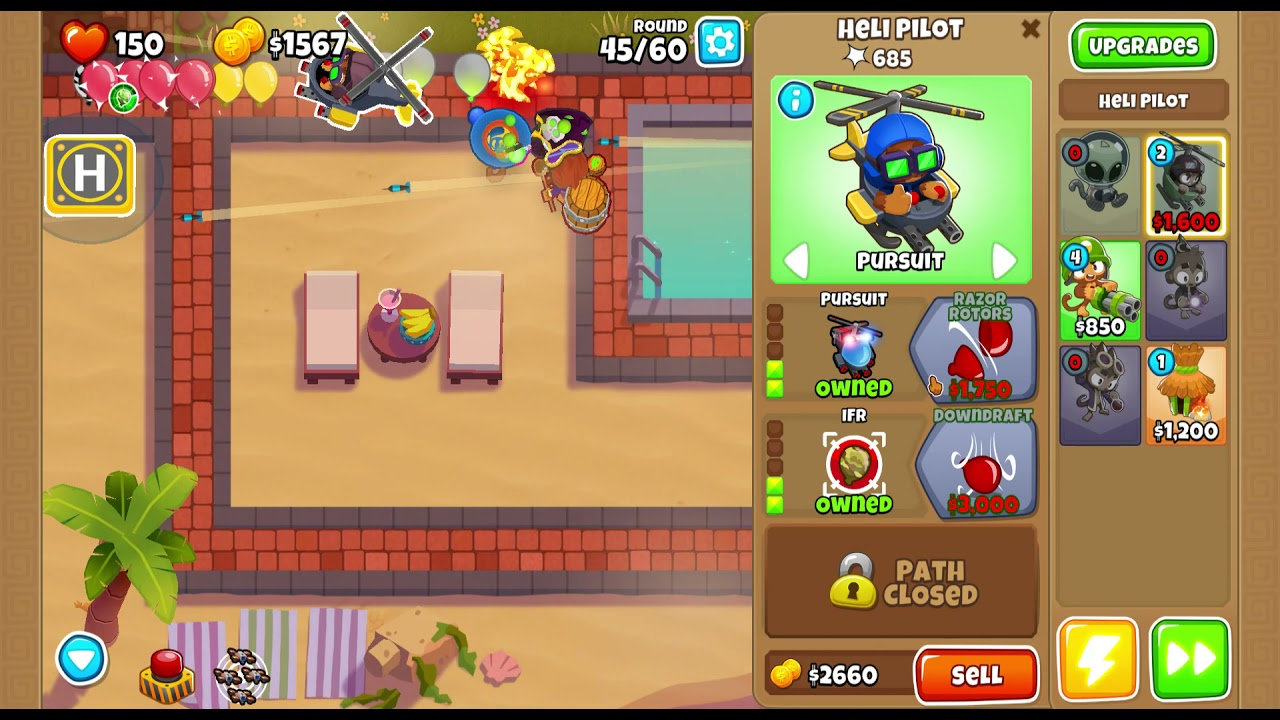 150
$1567
ROUND
45/60
HELI PILOT
685
PURSUIT
PURSUIT
OWNED
RAZOR
ROTORS
$1,750
IFR
OWNED
DOWNDRAFT
$3,000
PATH
CLOSED
$2660
SELL
UPGRADES
HELI PILOT
0
2
$1,600
4
$850
0
0
1
$1,200
H
i